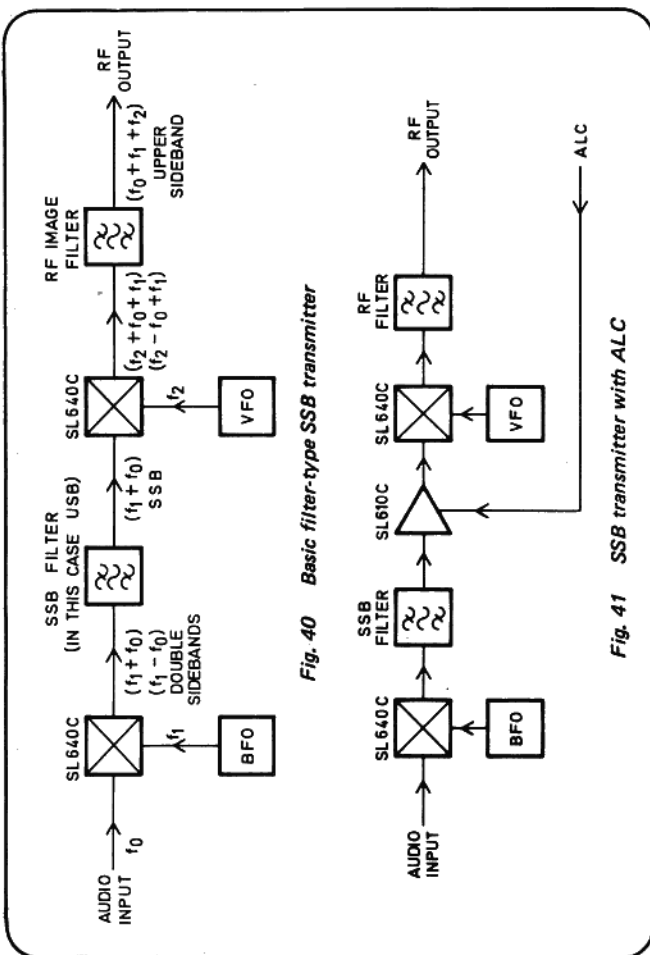 AUDIO
INPUT
f0
SL640C
f1
BFO
(f1 + f0)
(f1 - f0)
DOUBLE
SIDEBANDS
SSB FILTER
(IN THIS CASE USB)
(f1 + f0)
SSB
SL640C
f2
VFO
(f2 + f0 + f1)
(f2 - f0 + f1)
RF IMAGE
FILTER
(f0 + f1 + f2)
UPPER
SIDEBAND
RF
OUTPUT
Fig. 40 Basic filter-type SSB transmitter
AUDIO
INPUT
SL640C
BFO
SSB
FILTER
SL610C
SL640C
VFO
RF
FILTER
RF
OUTPUT
ALC
Fig. 41 SSB transmitter with ALC